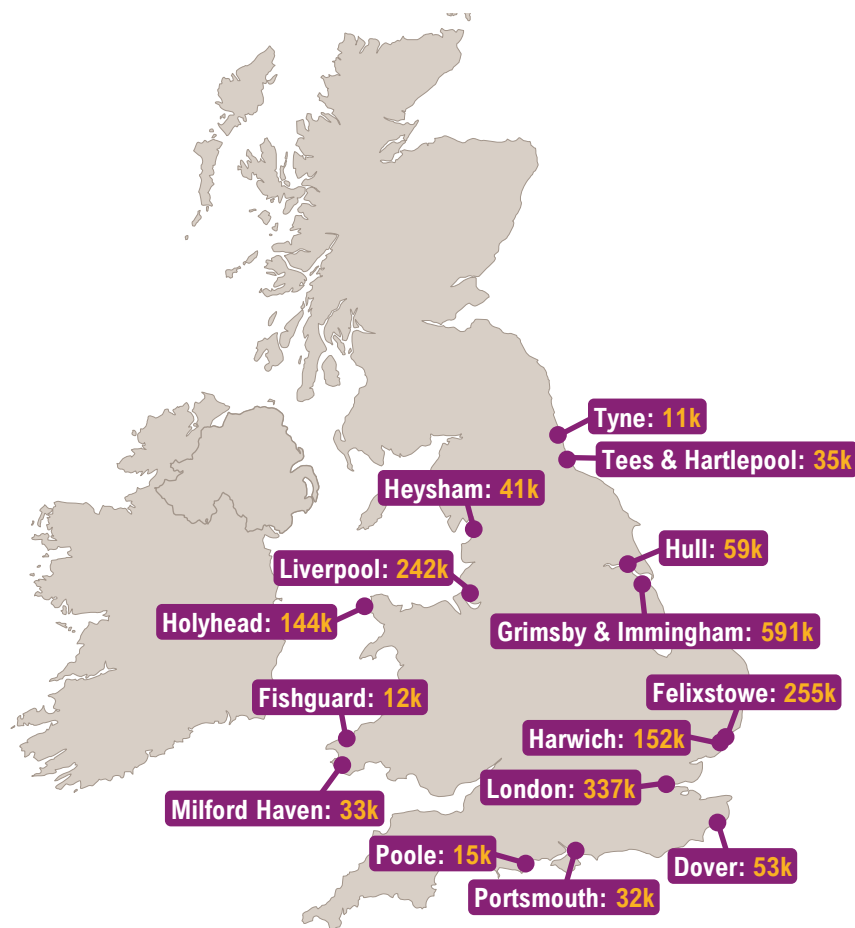 Tyne: 11k
Tees & Hartlepool: 35k
Heysham: 41k
Hull: 59k
Liverpool: 242k
Holyhead: 144k
Grimsby & Immingham: 591k
Fishguard: 12k
Felixstowe: 255k
Harwich: 152k
London: 337k
Milford Haven: 33k
Poole: 15k
Dover: 53k
Portsmouth: 32k